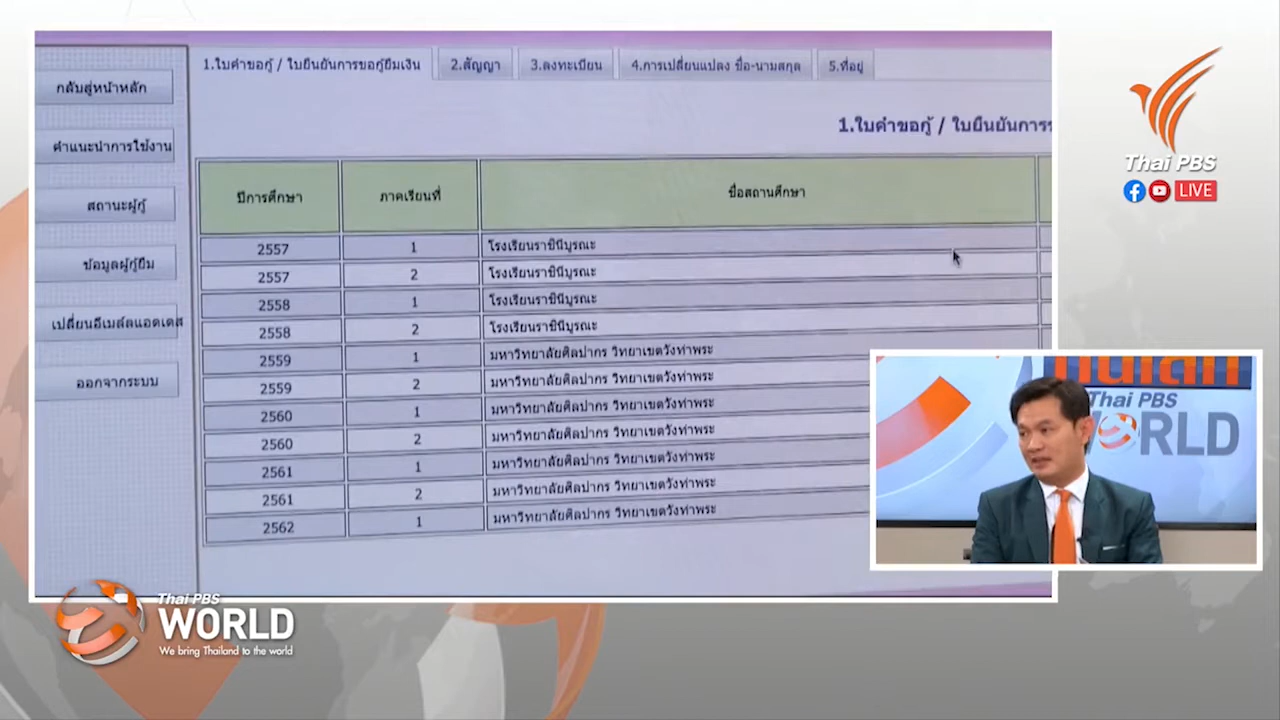 กลับสู่หน้าหลัก
คำแนะนำการใช้งาน
สถานะผู้กู้
ข้อมูลผู้กู้ยืม
เปลี่ยนอีเมล์แอดเดส
ออกจากระบบ
1.ใบคำขอกู้ / ใบยืนยันการขอกู้ยืมเงิน 2.สัญญา 3.ลงทะเบียน 4.การเปลี่ยนแปลง ชื่อ-นามสกุล 5.ที่อยู่
1.ใบคำขอกู้ / ใบยืนยันการข
ปีการศึกษา ภาคเรียนที่ ชื่อสถานศึกษา
2557 1 โรงเรียนราชินีบูรณะ
2557 2 โรงเรียนราชินีบูรณะ
2558 1 โรงเรียนราชินีบูรณะ
2558 2 โรงเรียนราชินีบูรณะ
2559 1 มหาวิทยาลัยศิลปากร วิทยาเขตวังท่าพระ
2559 2 มหาวิทยาลัยศิลปากร วิทยาเขตวังท่าพระ
2560 1 มหาวิทยาลัยศิลปากร วิทยาเขตวังท่าพระ
2560 2 มหาวิทยาลัยศิลปากร วิทยาเขตวังท่าพระ
2561 1 มหาวิทยาลัยศิลปากร วิทยาเขตวังท่าพระ
2561 2 มหาวิทยาลัยศิลปากร วิทยาเขตวังท่าพระ
2562 1 มหาวิทยาลัยศิลปากร วิทยาเขตวังท่าพระ
Thai PBS
LIVE
Thai PBS
WORLD
Thai PBS
WORLD
We bring Thailand to the world